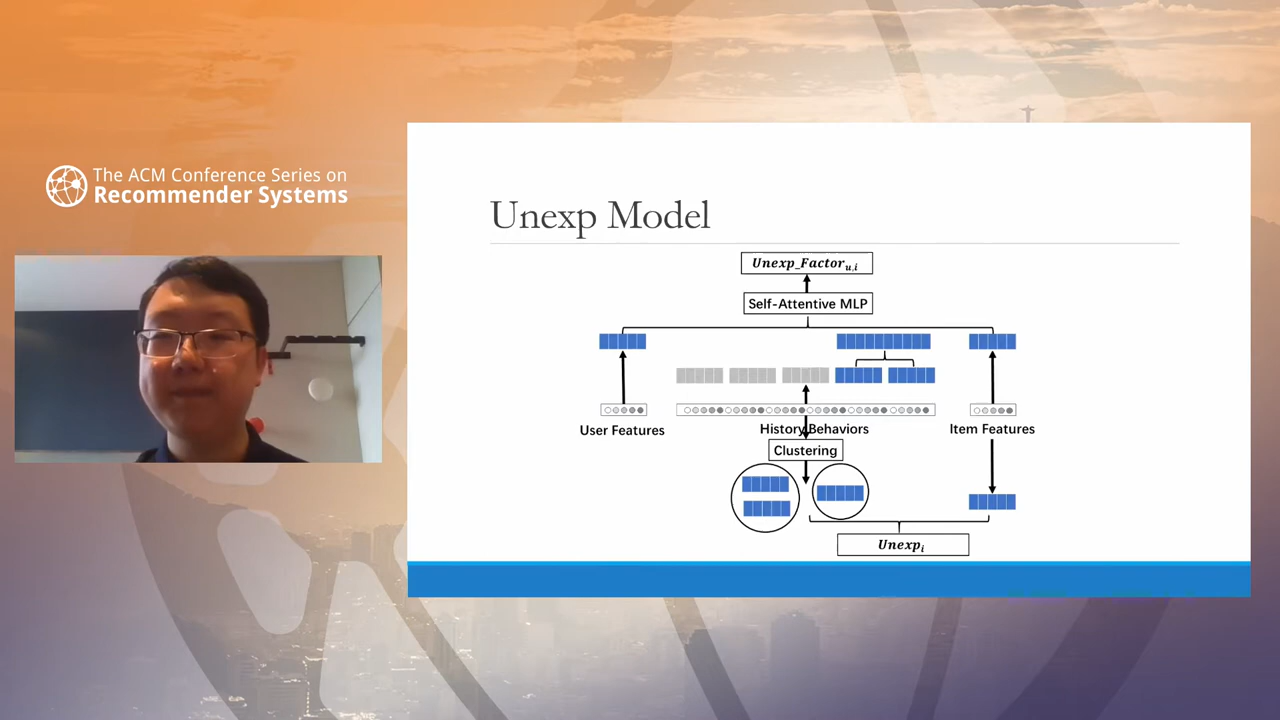 The ACM Conference Series on
Recommender Systems
Unexp Model
Unexp_Factor_{u,i}
Self-Attentive MLP
User Features
History Behaviors
Item Features
Clustering
Unexp_i